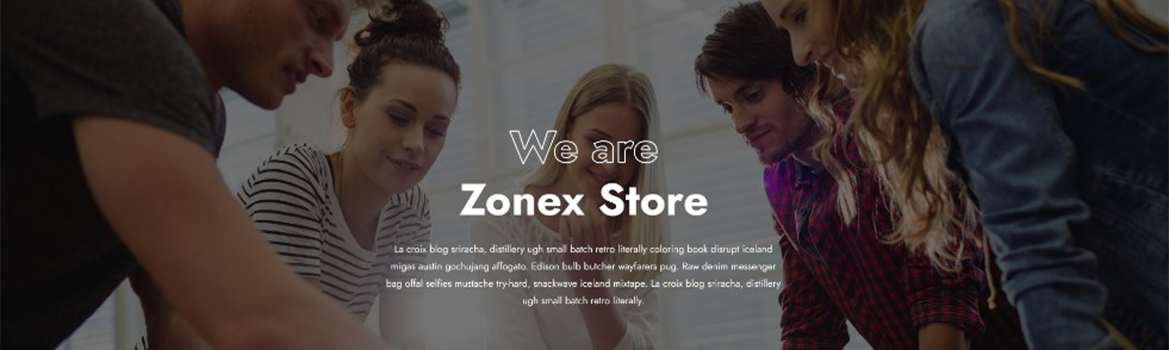 We are
Zonex Store
La croix blog sriracha, distillery ugh small batch retro literally coloring book disrupt iceland
migas austin gochujang affogato. Edison bulb butcher wayfarers pug. Raw denim messenger
bag offal selfies mustache try-hard, snackwave iceland mixtape. La croix blog sriracha, distillery
ugh small batch retro literally.